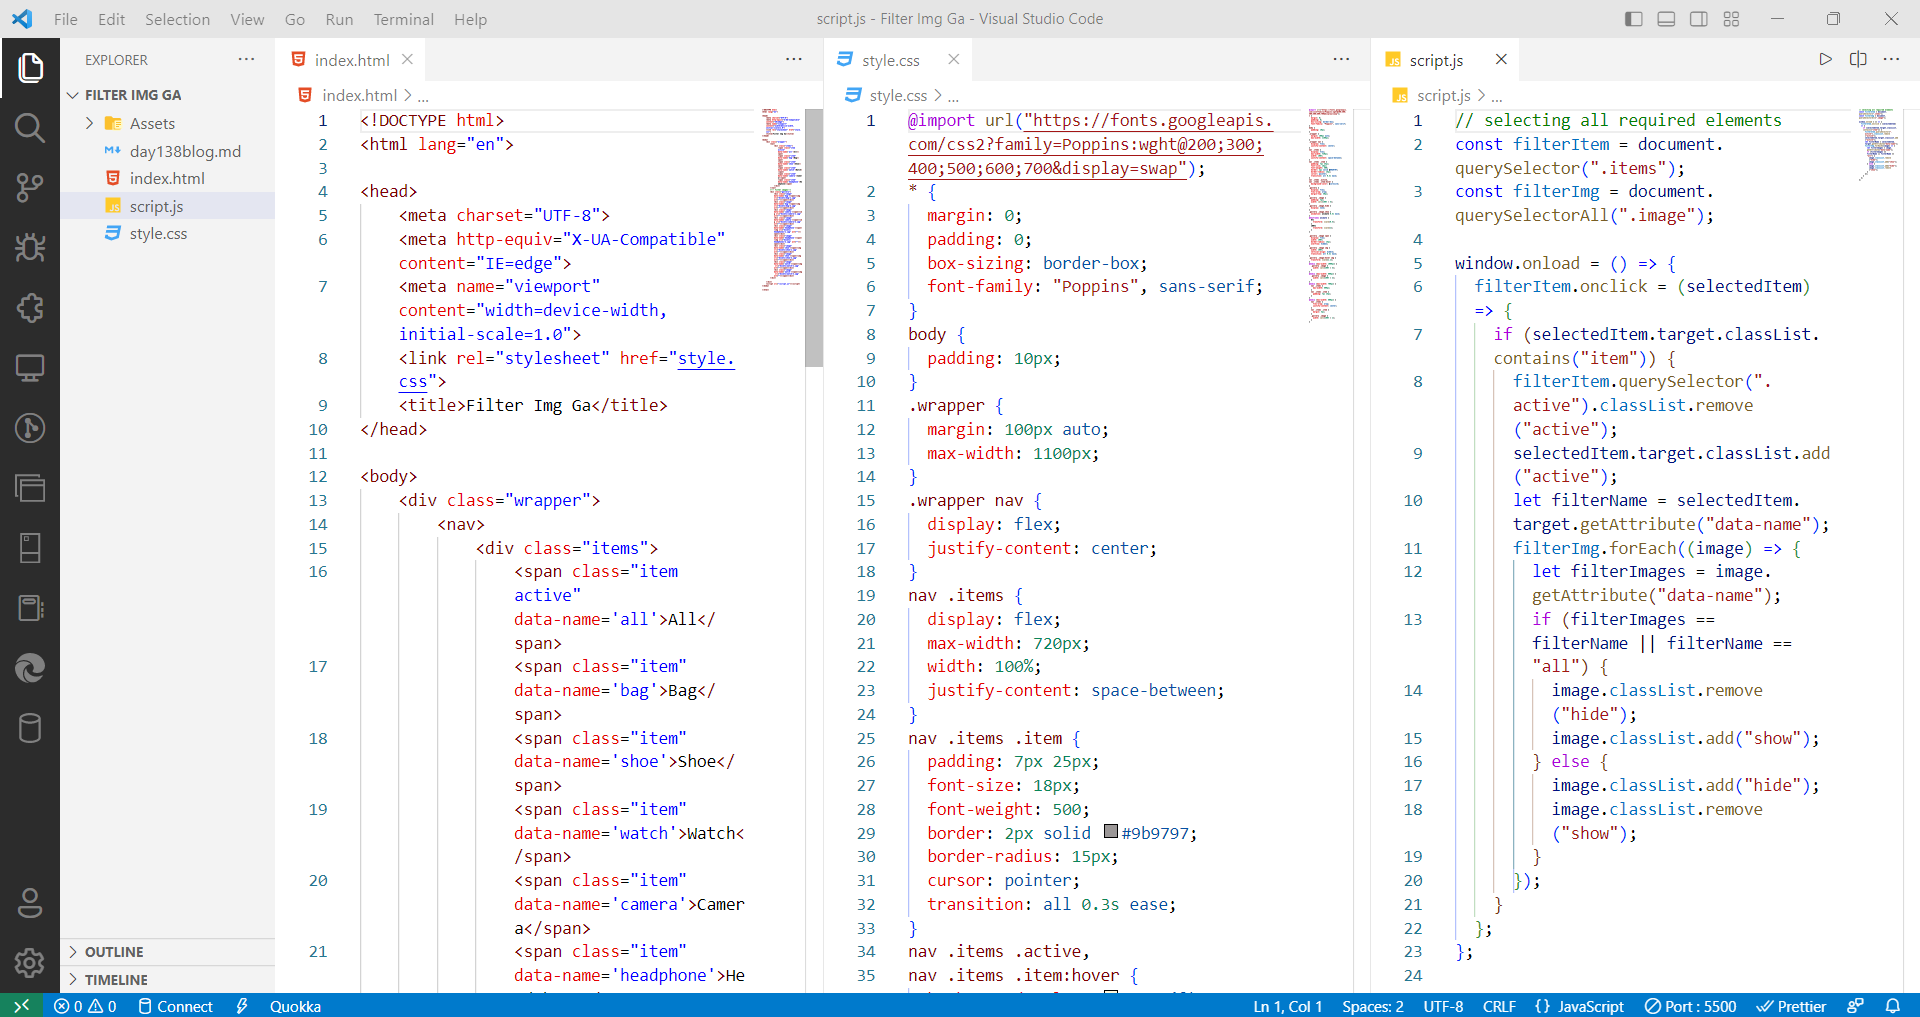 File Edit Selection View Go Run Terminal Help
script.js - Filter Img Ga - Visual Studio Code
EXPLORER
FILTER IMG GA
Assets
day138blog.md
index.html
script.js
style.css
OUTLINE
TIMELINE
index.html
index.html > ...
1 <!DOCTYPE html>
2 <html lang="en">
3
4 <head>
5 <meta charset="UTF-8">
6 <meta http-equiv="X-UA-Compatible"
content="IE=edge">
7 <meta name="viewport"
content="width=device-width,
initial-scale=1.0">
8 <link rel="stylesheet" href="style.
css">
9 <title>Filter Img Ga</title>
10 </head>
11
12 <body>
13 <div class="wrapper">
14 <nav>
15 <div class="items">
16 <span class="item
active"
data-name='all'>All</
span>
17 <span class="item"
data-name='bag'>Bag</
span>
18 <span class="item"
data-name='shoe'>Shoe</
span>
19 <span class="item"
data-name='watch'>Watch<
/span>
20 <span class="item"
data-name='camera'>Camer
a</span>
21 <span class="item"
data-name='headphone'>He
style.css
style.css > ...
1 @import url("https://fonts.googleapis.
com/css2?family=Poppins:wght@200;300;
400;500;600;700&display=swap");
2 * {
3 margin: 0;
4 padding: 0;
5 box-sizing: border-box;
6 font-family: "Poppins", sans-serif;
7 }
8 body {
9 padding: 10px;
10 }
11 .wrapper {
12 margin: 100px auto;
13 max-width: 1100px;
14 }
15 .wrapper nav {
16 display: flex;
17 justify-content: center;
18 }
19 nav .items {
20 display: flex;
21 max-width: 720px;
22 width: 100%;
23 justify-content: space-between;
24 }
25 nav .items .item {
26 padding: 7px 25px;
27 font-size: 18px;
28 font-weight: 500;
29 border: 2px solid #9b9797;
30 border-radius: 15px;
31 cursor: pointer;
32 transition: all 0.3s ease;
33 }
34 nav .items .active,
35 nav .items .item:hover {
script.js
script.js > ...
1 // selecting all required elements
2 const filterItem = document.
querySelector(".items");
3 const filterImg = document.
querySelectorAll(".image");
4
5 window.onload = () => {
6 filterItem.onclick = (selectedItem)
=> {
7 if (selectedItem.target.classList.
contains("item")) {
8 filterItem.querySelector(".
active").classList.remove
("active");
9 selectedItem.target.classList.add
("active");
10 let filterName = selectedItem.
target.getAttribute("data-name");
11 filterImg.forEach((image) => {
12 let filterImages = image.
getAttribute("data-name");
13 if (filterImages ==
filterName || filterName ==
"all") {
14 image.classList.remove
("hide");
15 image.classList.add("show");
16 } else {
17 image.classList.add("hide");
18 image.classList.remove
("show");
19 }
20 });
21 }
22 };
23 };
24
0 0 Connect Quokka
Ln 1, Col 1 Spaces: 2 UTF-8 CRLF {} JavaScript Port : 5500 Prettier